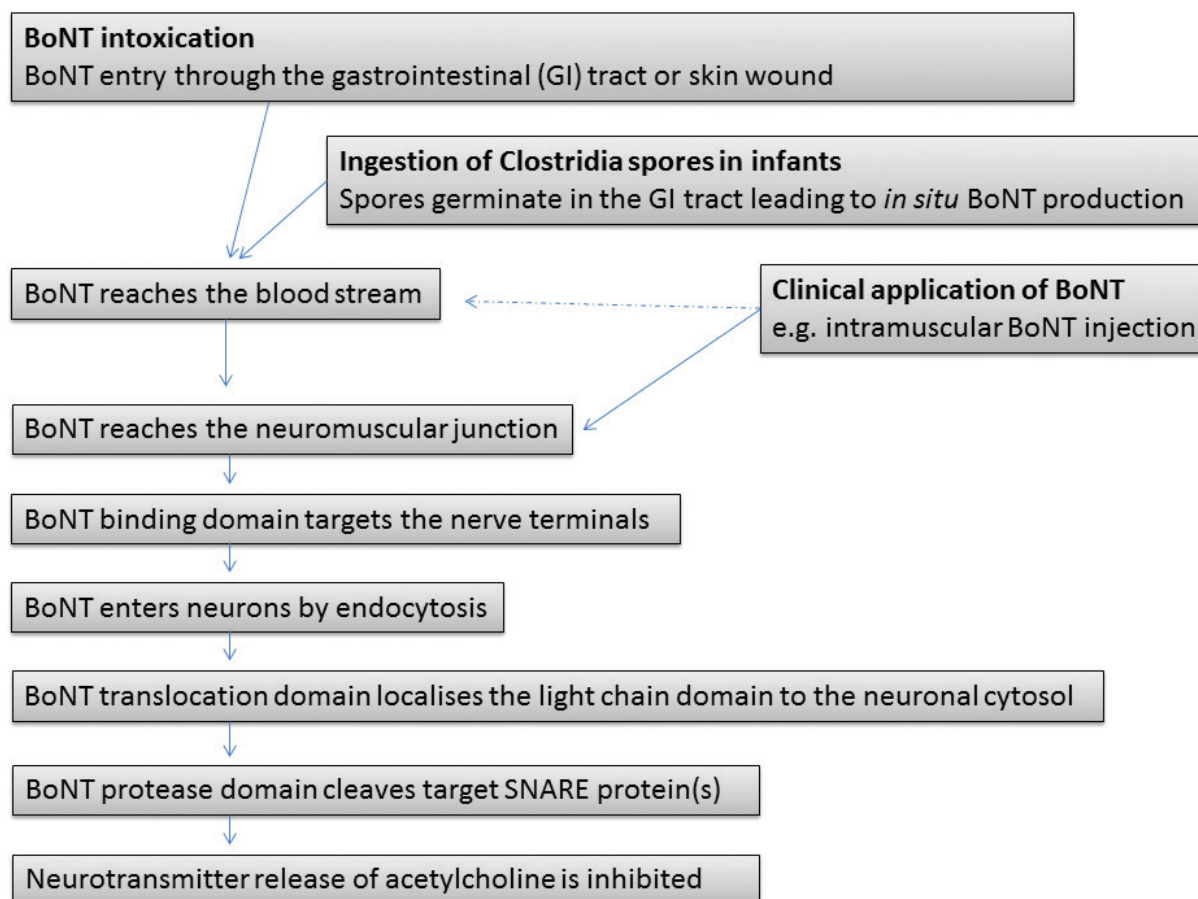 BoNT intoxication
BoNT entry through the gastrointestinal (GI) tract or skin wound
Ingestion of Clostridia spores in infants
Spores germinate in the GI tract leading to in situ BoNT production
BoNT reaches the blood stream
Clinical application of BoNT
e.g. intramuscular BoNT injection
BoNT reaches the neuromuscular junction
BoNT binding domain targets the nerve terminals
BoNT enters neurons by endocytosis
BoNT translocation domain localises the light chain domain to the neuronal cytosol
BoNT protease domain cleaves target SNARE protein(s)
Neurotransmitter release of acetylcholine is inhibited